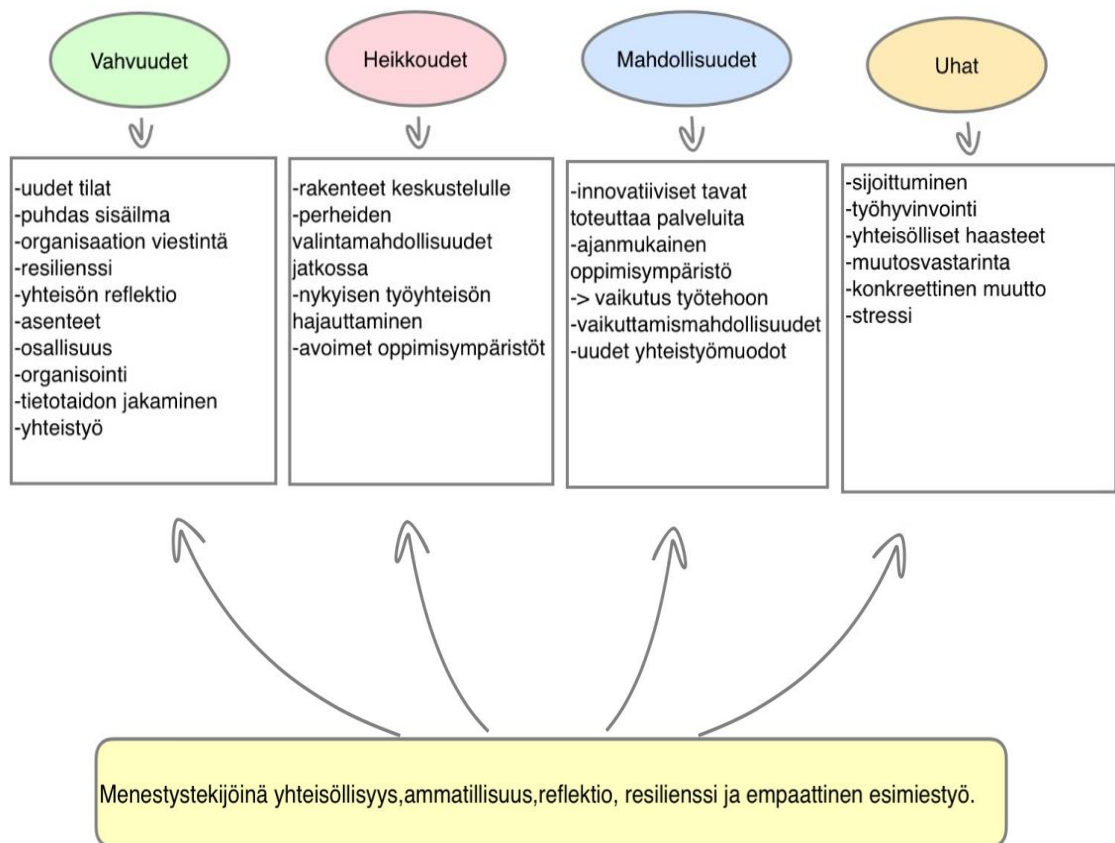 Vahvuudet
Heikkoudet
Mahdollisuudet
Uhat
-uudet tilat
-puhdas sisäilma
-organisaation viestintä
-resilienssi
-yhteisön reflektio
-asenteet
-osallisuus
-organisointi
-tietotaidon jakaminen
-yhteistyö
-rakenteet keskustelulle
-perheiden
valintamahdollisuudet
jatkossa
-nykyisen työyhteisön
hajauttaminen
-avoimet oppimisympäristöt
-innovatiiviset tavat
toteuttaa palveluita
-ajanmukainen
oppimisympäristö
-> vaikutus työtehoon
-vaikuttamismahdollisuudet
-uudet yhteistyömuodot
-sijoittuminen
-työhyvinvointi
-yhteisölliset haasteet
-muutosvastarinta
-konkreettinen muutto
-stressi
Menestystekijöinä yhteisöllisyys,ammatillisuus,reflektio, resilienssi ja empaattinen esimiestyö.